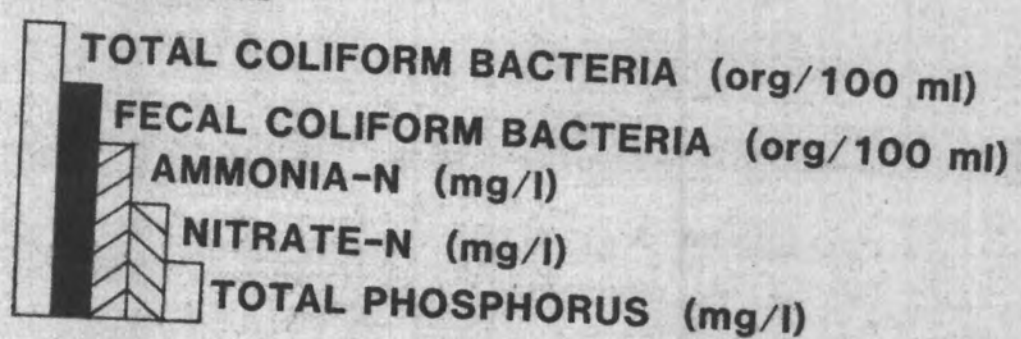 TOTAL COLIFORM BACTERIA (org/100 ml)
FECAL COLIFORM BACTERIA (org/100 ml)
AMMONIA-N (mg/l)
NITRATE-N (mg/l)
TOTAL PHOSPHORUS (mg/l)